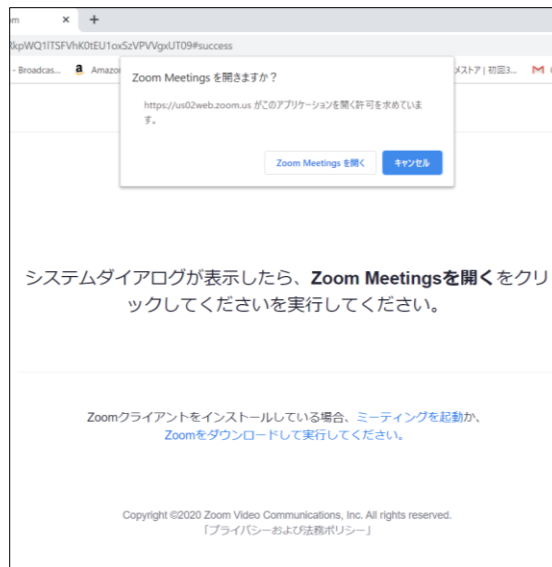 om × +
kpWQ1lTSFVhK0tEU1oxSzVPVVgxUT09#success
- Broadcas... Amazon メストア | 初回3...
Zoom Meetings を開きますか？
https://us02web.zoom.us がこのアプリケーションを開く許可を求めていま
す。
Zoom Meetings を開く キャンセル
システムダイアログが表示したら、Zoom Meetingsを開くをクリ
ックしてくださいを実行してください。
Zoomクライアントをインストールしている場合、ミーティングを起動か、
Zoomをダウンロードして実行してください。
Copyright ©2020 Zoom Video Communications, Inc. All rights reserved.
「プライバシーおよび法務ポリシー」